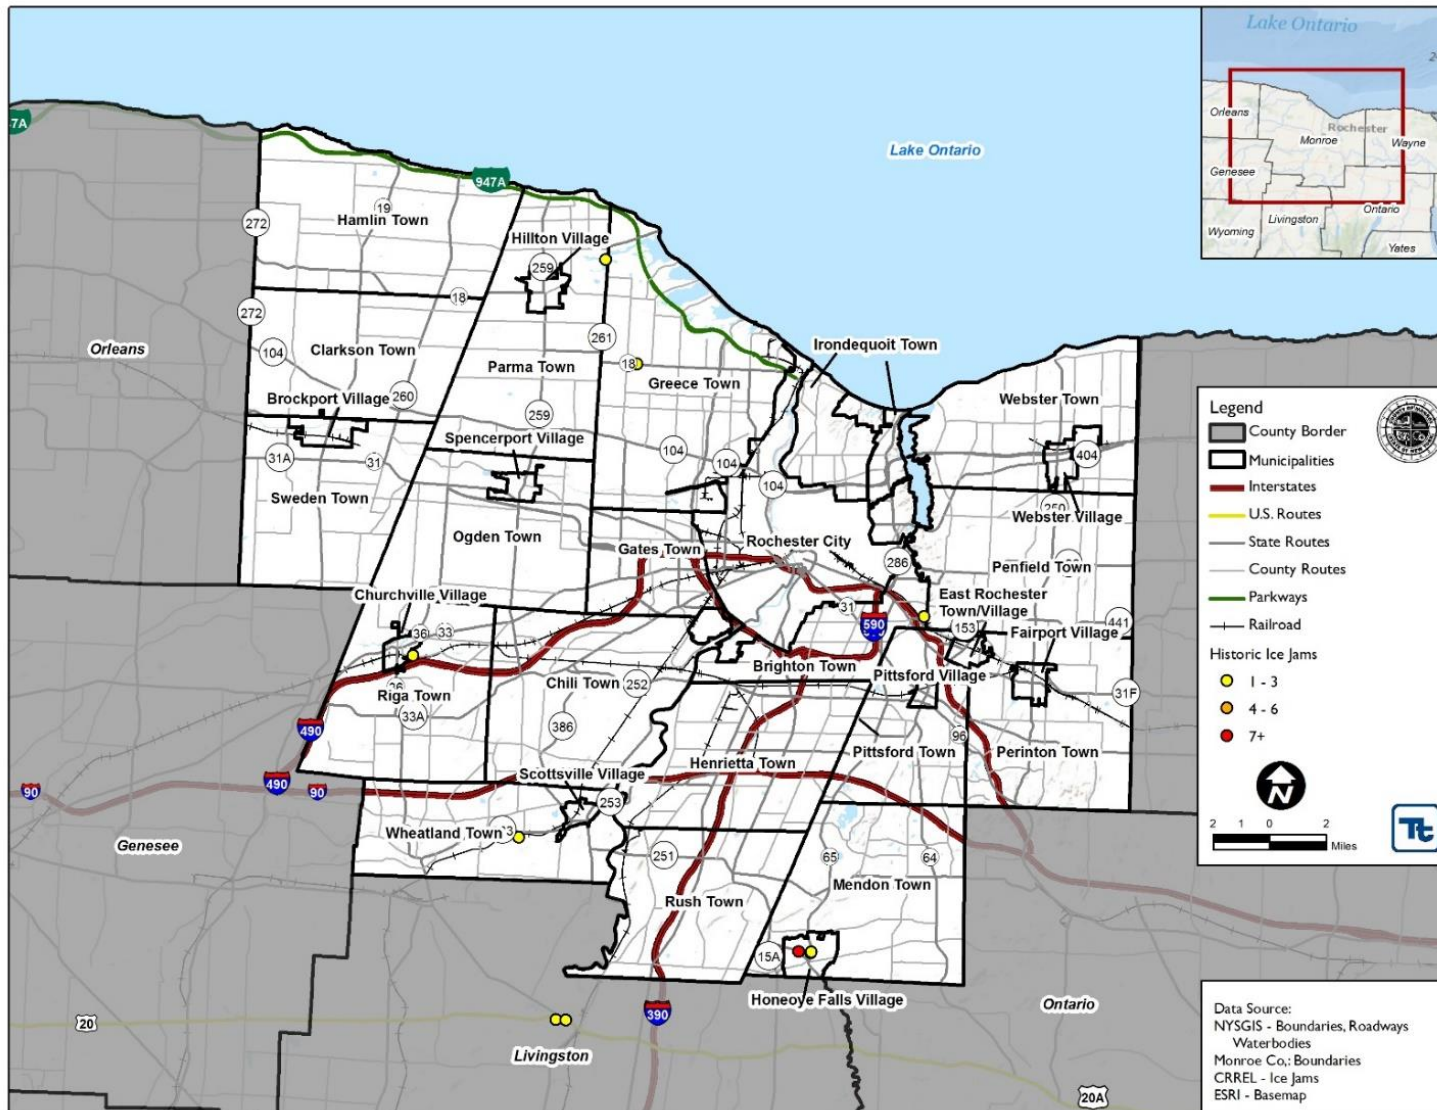 Lake Ontario
Orleans
Rochester
Monroe
Wayne
Genesee
Livingston
Ontario
Wyoming
Yates
47A
947A
Lake Ontario
Hamlin Town
19
272
Hillton Village
259
18
272
261
Orleans
104
Clarkson Town
Parma Town
18
Greece Town
Irondequoit Town
Brockport Village
260
259
Webster Town
Spencerport Village
31A
31
104
104
104
404
Sweden Town
Webster Village
250
Ogden Town
Gates Town
Rochester City
286
Penfield Town
Churchville Village
East Rochester
Town/Village
31
590
153
441
Fairport Village
36
33
Brighton Town
Pittsford Village
Riga Town
36
33A
Chili Town
252
31F
386
490
Pittsford Town
96
Perinton Town
Henrietta Town
490
90
90
Scottsville Village
253
Wheatland Town
Genesee
251
65
64
Mendon Town
Rush Town
15A
Honeoye Falls Village
390
Ontario
20
Livingston
20A
Legend
County Border
Municipalities
Interstates
U.S. Routes
State Routes
County Routes
Parkways
Railroad
Historic Ice Jams
1 - 3
4 - 6
7+
N
2 1 0 2
Miles
Tt
Data Source:
NYSGIS - Boundaries, Roadways
Waterbodies
Monroe Co,: Boundaries
CRREL - Ice Jams
ESRI - Basemap